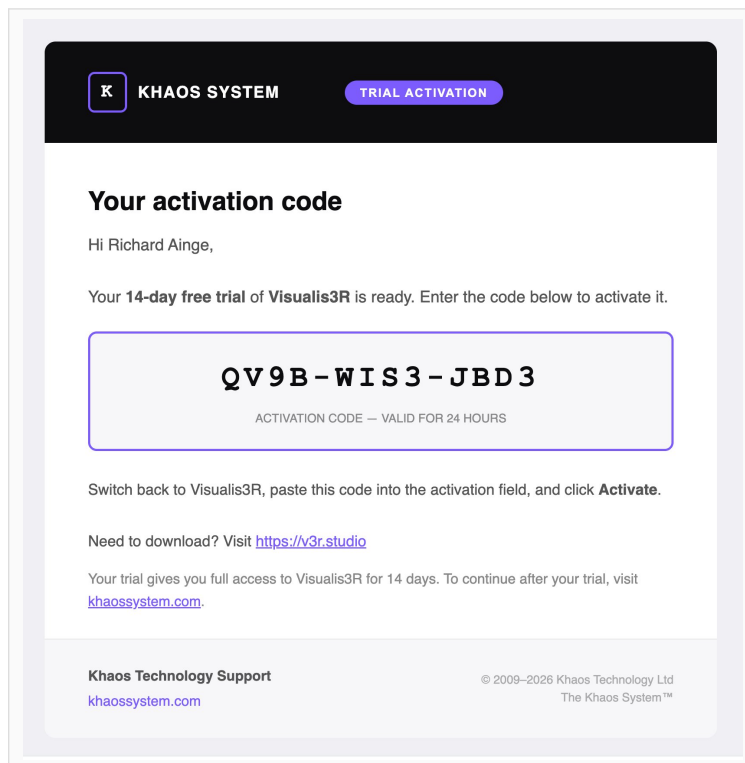 K KHAOS SYSTEM TRIAL ACTIVATION
Your activation code
Hi Richard Ainge,
Your 14-day free trial of Visualis3R is ready. Enter the code below to activate it.
QV9B-WIS3-JBD3
ACTIVATION CODE — VALID FOR 24 HOURS
Switch back to Visualis3R, paste this code into the activation field, and click Activate.
Need to download? Visit https://v3r.studio
Your trial gives you full access to Visualis3R for 14 days. To continue after your trial, visit
khaossystem.com.
Khaos Technology Support
khaossystem.com
© 2009–2026 Khaos Technology Ltd
The Khaos System™